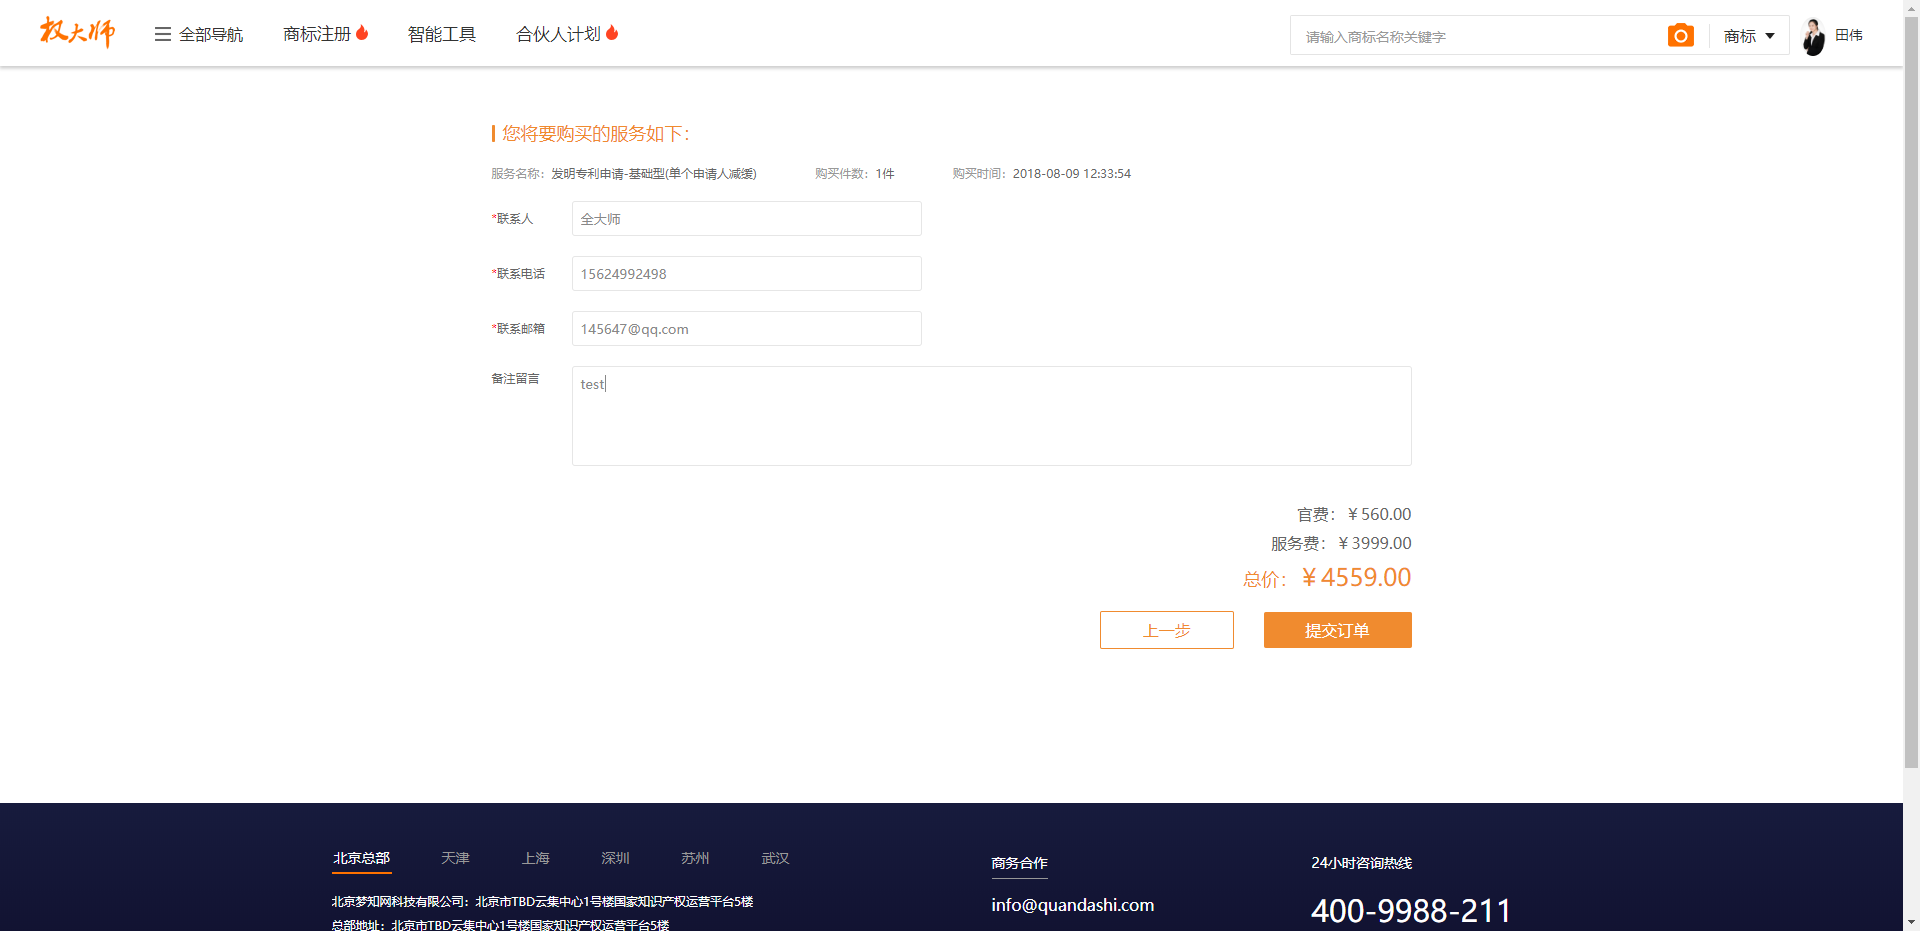 权大师 全部导航 商标注册 智能工具 合伙人计划 请输入商标名称关键字 商标 田伟
您将要购买的服务如下：
服务名称：发明专利申请-基础型(单个申请人减缓) 购买件数：1件 购买时间：2018-08-09 12:33:54
*联系人 全大师
*联系电话 15624992498
*联系邮箱 145647@qq.com
备注留言 test
官费：￥560.00
服务费：￥3999.00
总价：￥4559.00
上一步 提交订单
北京总部 天津 上海 深圳 苏州 武汉 商务合作 24小时咨询热线
北京梦知网科技有限公司：北京市TBD云集中心1号楼国家知识产权运营平台5楼 info@quandashi.com 400-9988-211
总部地址：北京市TBD云集中心1号楼国家知识产权运营平台5楼